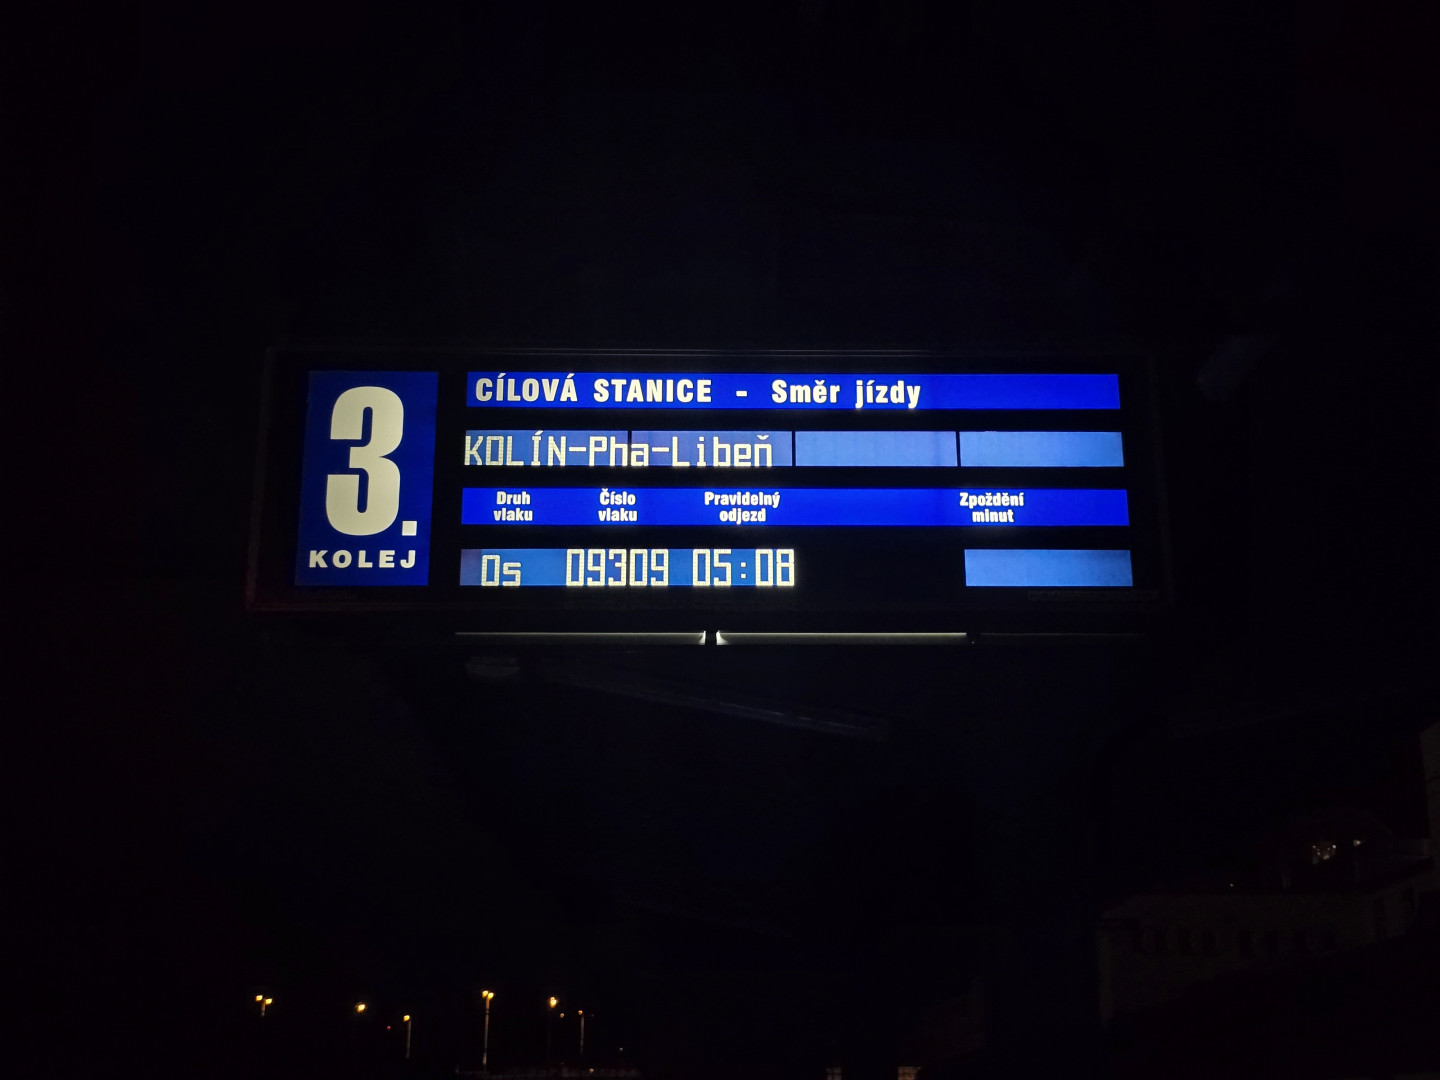 3.
KOLEJ
CÍLOVÁ STANICE - Směr jízdy
KOLÍN-Pha-Libeň
Druh vlaku
Číslo vlaku
Pravidelný odjezd
Zpoždění minut
Os 09309 05:08